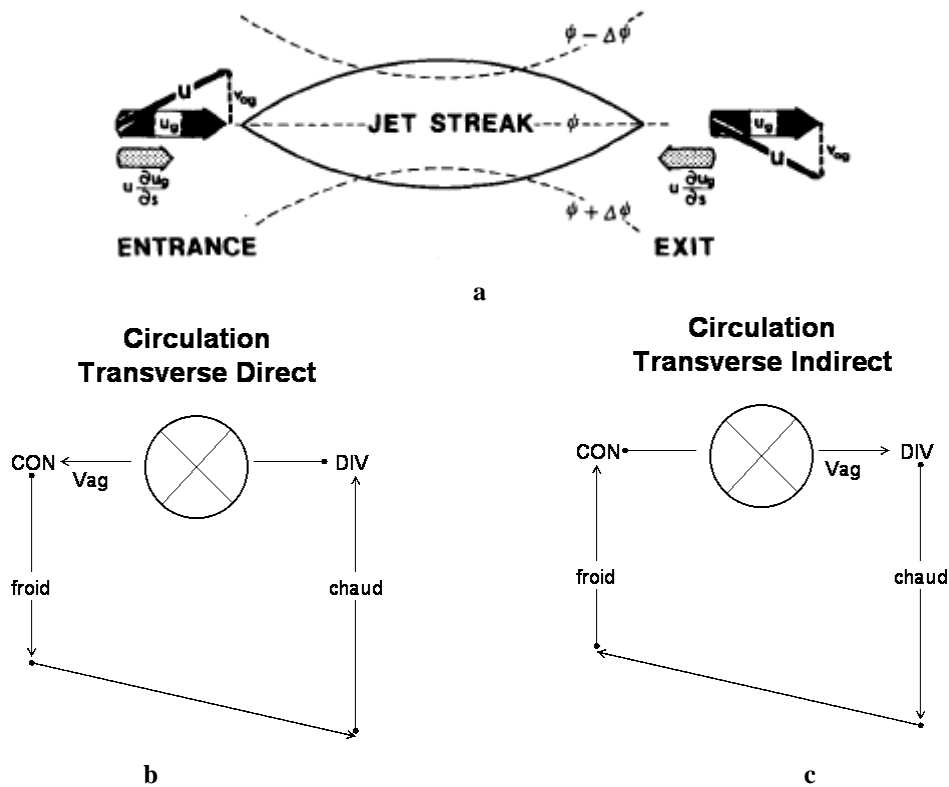 ψ − Δψ
u
v_ag
u_g
JET STREAK
ψ
u_g
u
v_ag
u ∂u_g/∂s
u ∂u_g/∂s
ψ + Δψ
ENTRANCE
EXIT
a
Circulation
Transverse Direct
CON
Vag
DIV
froid
chaud
b
Circulation
Transverse Indirect
CON
Vag
DIV
froid
chaud
c